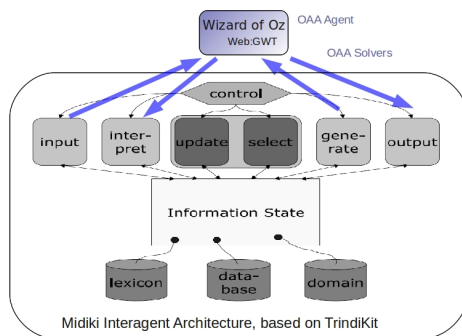 Wizard of Oz
Web:GWT
OAA Agent
OAA Solvers
control
input
inter-
pret
update
select
gene-
rate
output
Information State
lexicon
data-
base
domain
Midiki Interagent Architecture, based on TrindiKit